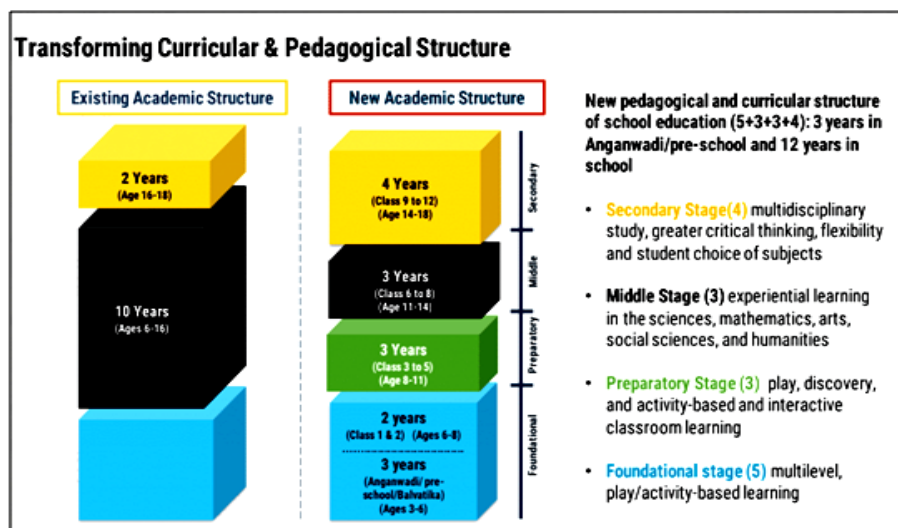 Transforming Curricular & Pedagogical Structure
Existing Academic Structure
2 Years
(Age 16-18)
10 Years
(Ages 6-16)
New Academic Structure
4 Years
(Class 9 to 12)
(Age 14-18)
Secondary
3 Years
(Class 6 to 8)
(Age 11-14)
Middle
3 Years
(Class 3 to 5)
(Age 8-11)
Preparatory
2 years
(Class 1 & 2) (Ages 6-8)
3 years
(Anganwadi/ pre-
school/Balvatika)
(Ages 3-6)
Foundational
New pedagogical and curricular structure
of school education (5+3+3+4): 3 years in
Anganwadi/pre-school and 12 years in
school
• Secondary Stage(4) multidisciplinary
study, greater critical thinking, flexibility
and student choice of subjects
• Middle Stage (3) experiential learning
in the sciences, mathematics, arts,
social sciences, and humanities
• Preparatory Stage (3) play, discovery,
and activity-based and interactive
classroom learning
• Foundational stage (5) multilevel,
play/activity-based learning